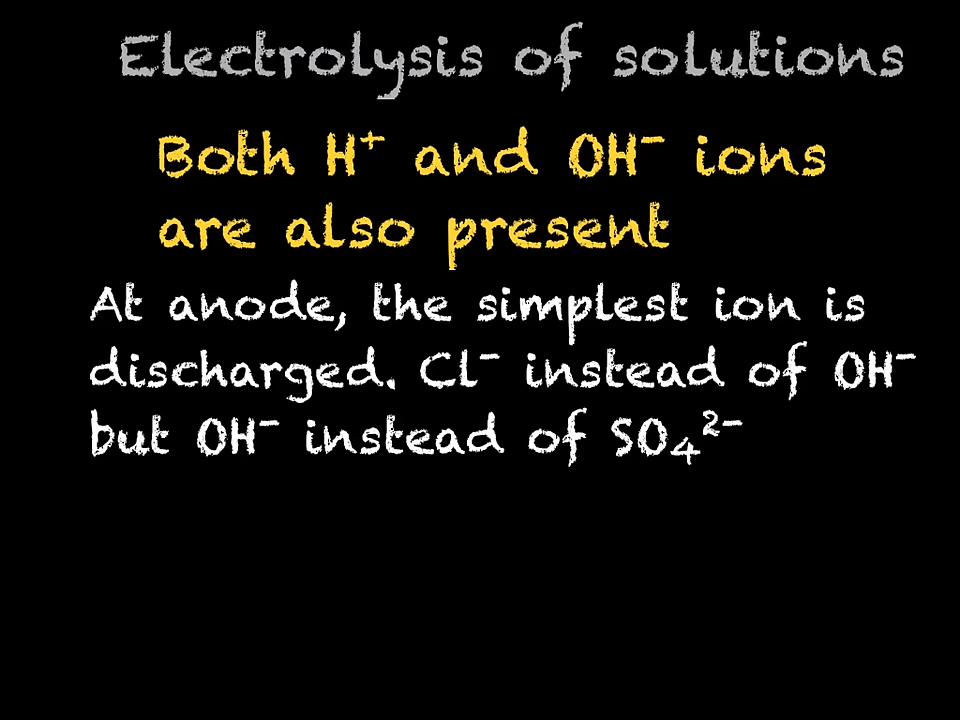 Electrolysis of solutions
Both H⁺ and OH⁻ ions
are also present
At anode, the simplest ion is
discharged. Cl⁻ instead of OH⁻
but OH⁻ instead of SO₄²⁻